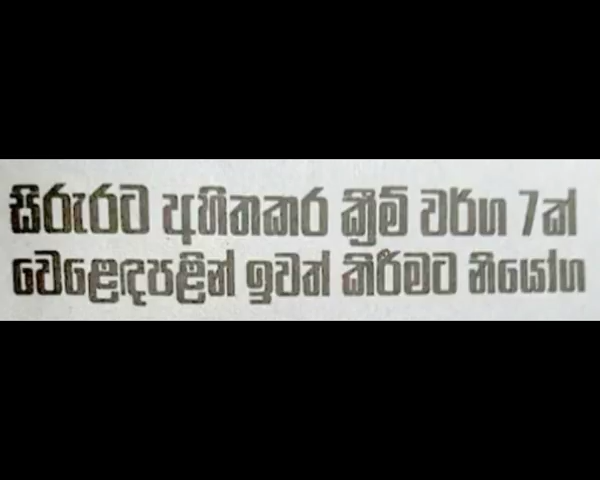 සිරුරට අහිතකර ක්‍රීම් වර්ග 7ක්
වෙළෙඳපළින් ඉවත් කිරීමට නියෝග